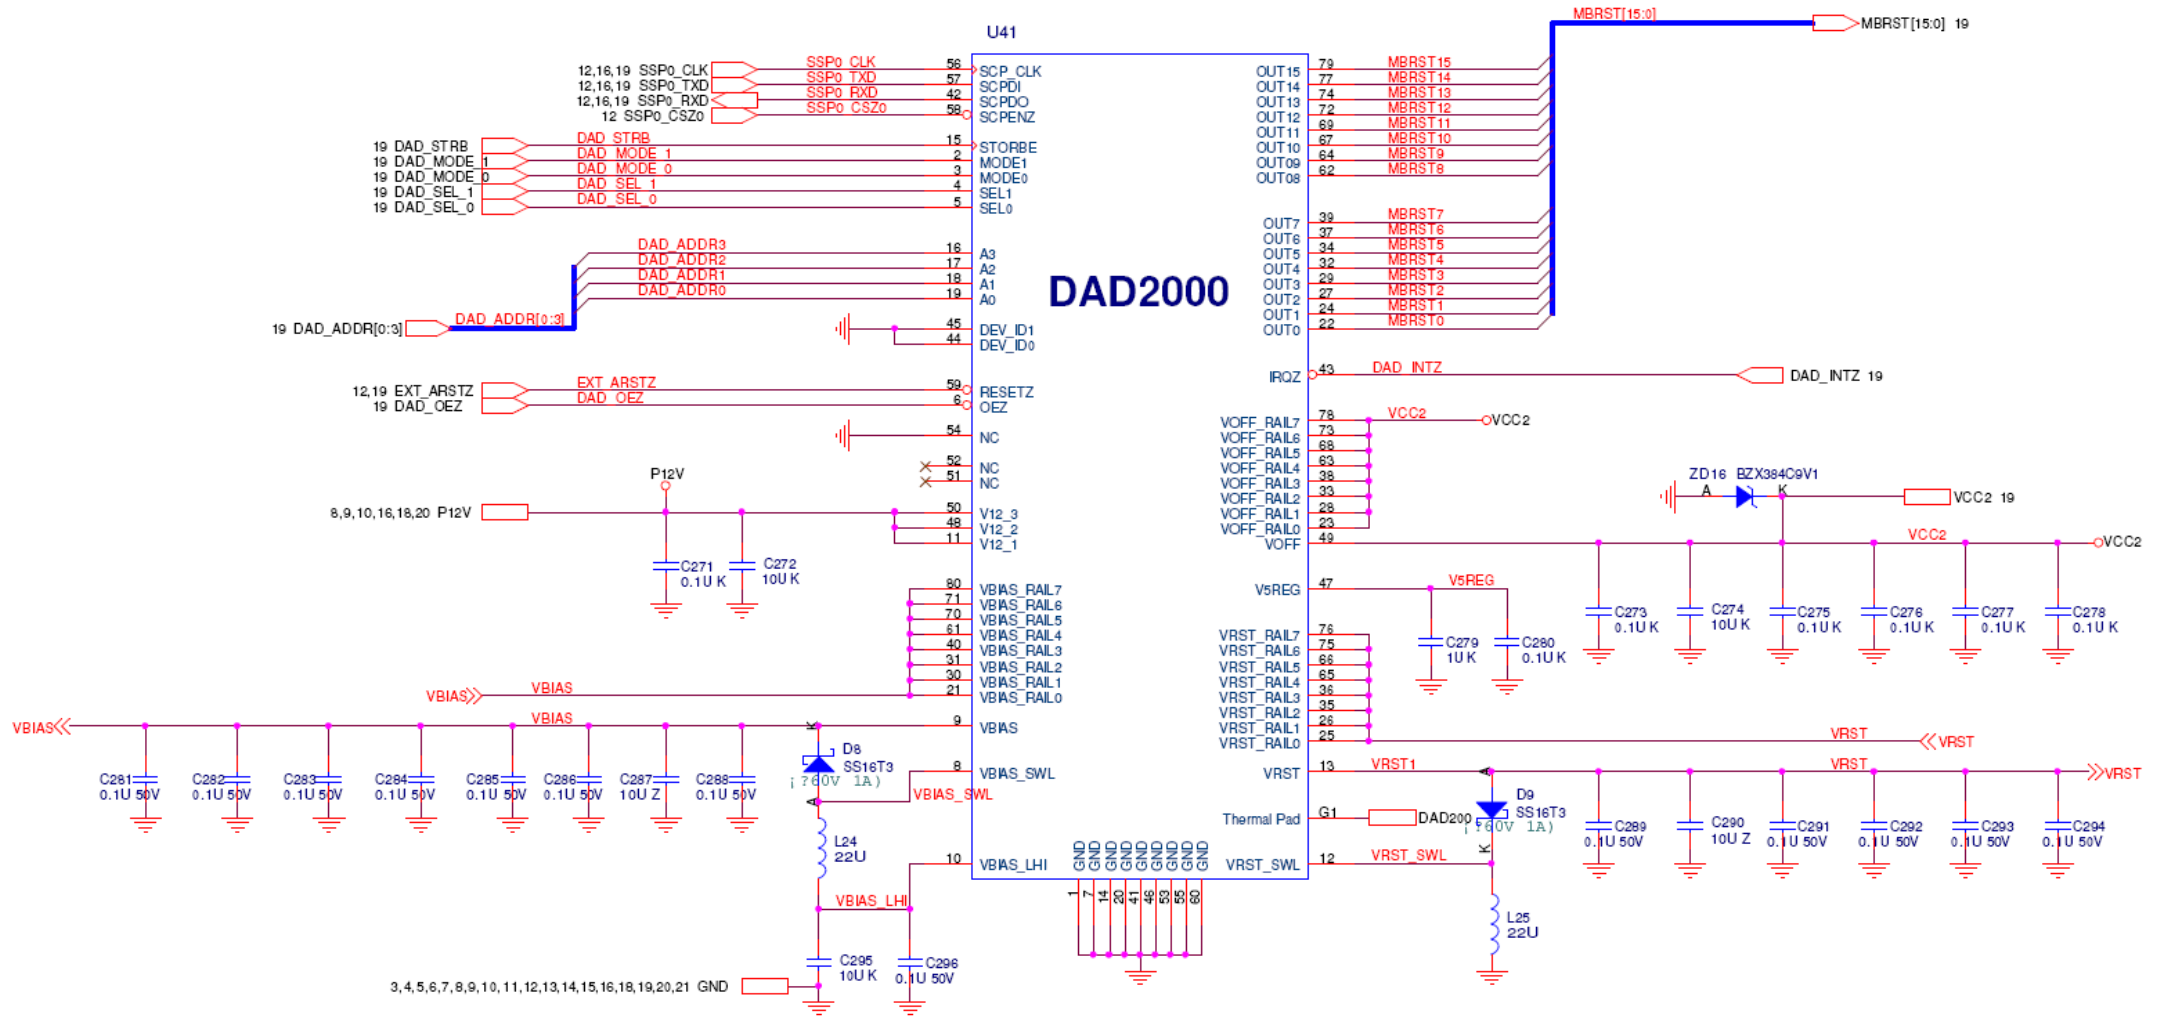 MBRST[15:0]
MBRST[15:0] 19
U41
DAD2000
12,16,19 SSP0_CLK SSP0_CLK 56 SCP_CLK
12,16,19 SSP0_TXD SSP0_TXD 57 SCPDI
12,16,19 SSP0_RXD SSP0_RXD 42 SCPDO
12 SSP0_CSZ0 SSP0_CSZ0 58 SCPENZ
19 DAD_STRB DAD_STRB 15 STORBE
19 DAD_MODE_1 DAD_MODE_1 2 MODE1
19 DAD_MODE_0 DAD_MODE_0 3 MODE0
19 DAD_SEL_1 DAD_SEL_1 4 SEL1
19 DAD_SEL_0 DAD_SEL_0 5 SEL0
DAD_ADDR3 16 A3
DAD_ADDR2 17 A2
DAD_ADDR1 18 A1
DAD_ADDR0 19 A0
19 DAD_ADDR[0:3] DAD_ADDR[0:3]
45 DEV_ID1
44 DEV_ID0
12,19 EXT_ARSTZ EXT_ARSTZ 59 RESETZ
19 DAD_OEZ DAD_OEZ 6 OEZ
54 NC
52 NC
51 NC
P12V
8,9,10,16,18,20 P12V
50 V12_3
48 V12_2
11 V12_1
C271
0.1U K
C272
10U K
80 VBIAS_RAIL7
71 VBIAS_RAIL6
70 VBIAS_RAIL5
61 VBIAS_RAIL4
40 VBIAS_RAIL3
31 VBIAS_RAIL2
30 VBIAS_RAIL1
21 VBIAS_RAIL0
VBIAS VBIAS
VBIAS VBIAS 9 VBIAS
C281
0.1U 50V
C282
0.1U 50V
C283
0.1U 50V
C284
0.1U 50V
C285
0.1U 50V
C286
0.1U 50V
C287
10U Z
C288
0.1U 50V
K
D8
SS16T3
¡?60V 1A)
A
8 VBIAS_SWL
VBIAS_SWL
L24
22U
10 VBIAS_LHI
VBIAS_LHI
C295
10U K
C296
0.1U 50V
3,4,5,6,7,8,9,10,11,12,13,14,15,16,18,19,20,21 GND
OUT15 79 MBRST15
OUT14 77 MBRST14
OUT13 74 MBRST13
OUT12 72 MBRST12
OUT11 69 MBRST11
OUT10 67 MBRST10
OUT09 64 MBRST9
OUT08 62 MBRST8
OUT7 39 MBRST7
OUT6 37 MBRST6
OUT5 34 MBRST5
OUT4 32 MBRST4
OUT3 29 MBRST3
OUT2 27 MBRST2
OUT1 24 MBRST1
OUT0 22 MBRST0
IRQZ 43 DAD_INTZ DAD_INTZ 19
VOFF_RAIL7 78 VCC2 VCC2
VOFF_RAIL6 73
VOFF_RAIL5 68
VOFF_RAIL4 63
VOFF_RAIL3 38
VOFF_RAIL2 33
VOFF_RAIL1 28
VOFF_RAIL0 23
VOFF 49 VCC2 VCC2
ZD16 BZX384C9V1
A K VCC2 19
C273
0.1U K
C274
10U K
C275
0.1U K
C276
0.1U K
C277
0.1U K
C278
0.1U K
V5REG 47 V5REG
C279
1U K
C280
0.1U K
VRST_RAIL7 76
VRST_RAIL6 75
VRST_RAIL5 66
VRST_RAIL4 65
VRST_RAIL3 36
VRST_RAIL2 35
VRST_RAIL1 26
VRST_RAIL0 25 VRST VRST
VRST 13 VRST1 VRST VRST
A
D9
SS16T3
¡?60V 1A)
K
C289
0.1U 50V
C290
10U Z
C291
0.1U 50V
C292
0.1U 50V
C293
0.1U 50V
C294
0.1U 50V
Thermal Pad G1 DAD200
VRST_SWL 12 VRST_SWL
L25
22U
GND GND GND GND GND GND GND GND GND
1 7 14 20 41 46 53 55 60